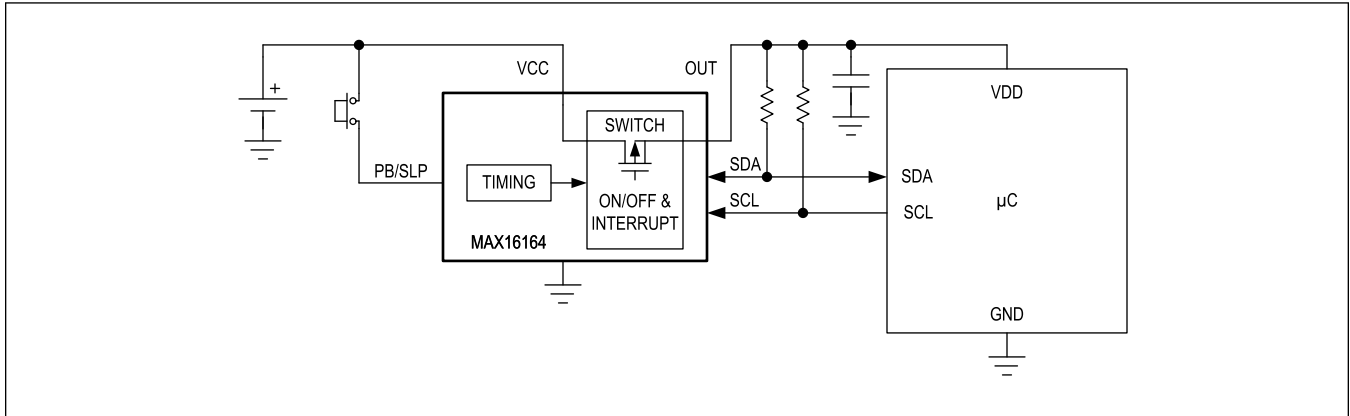 VCC
OUT
+
VDD
SWITCH
PB/SLP
TIMING
SDA
SDA
ON/OFF &
INTERRUPT
SCL
SCL
µC
MAX16164
GND